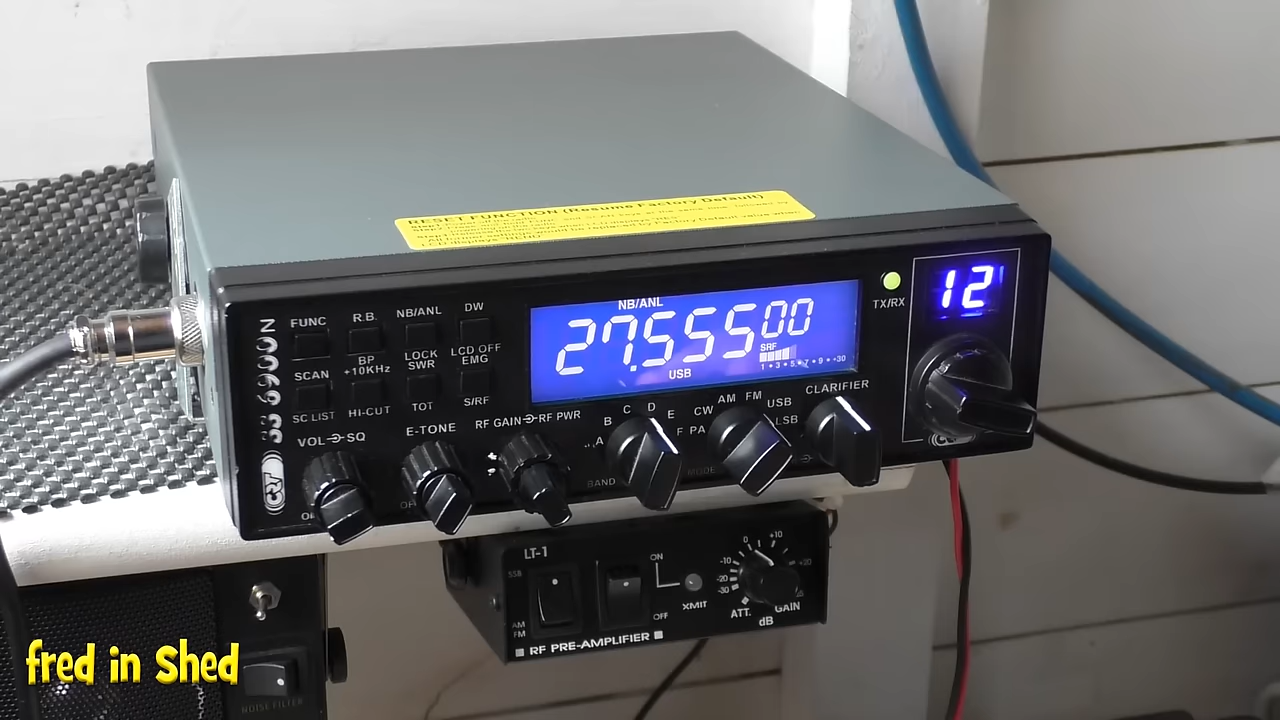 RESET FUNCTION (Resume Factory Default)
SS 6900N
CRT
FUNC
R.B.
NB/ANL
DW
SCAN
BP
+10KHz
LOCK
SWR
LCD OFF
EMG
SC LIST
HI-CUT
TOT
S/RF
NB/ANL
27.55500
SRF
1 • 3 • 5 • 7 • 9 • +30
USB
TX/RX
12
VOL SQ
E-TONE
RF GAIN RF PWR
A B C D E F
BAND
PA CW AM FM USB LSB
MODE
CLARIFIER
LT-1
SSB
AM
FM
ON
OFF
XMIT
-30 -20 -10 0 +10 +20
ATT.
GAIN
dB
RF PRE-AMPLIFIER
NOISE FILTER
fred in Shed